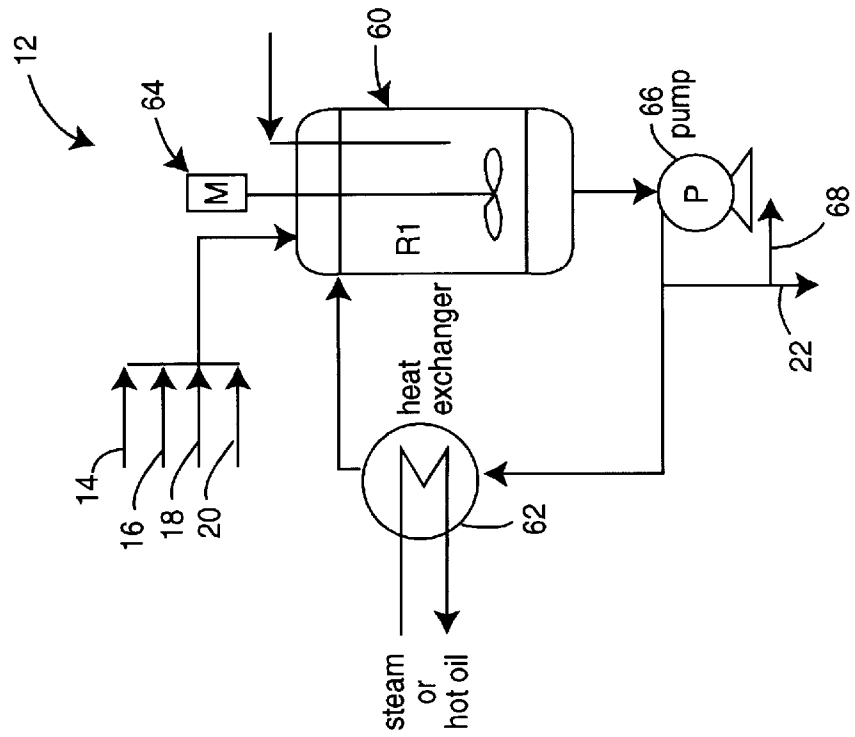 12
64
M
60
14
16
18
20
R1
heat
exchanger
62
steam
or
hot oil
66
pump
P
68
22